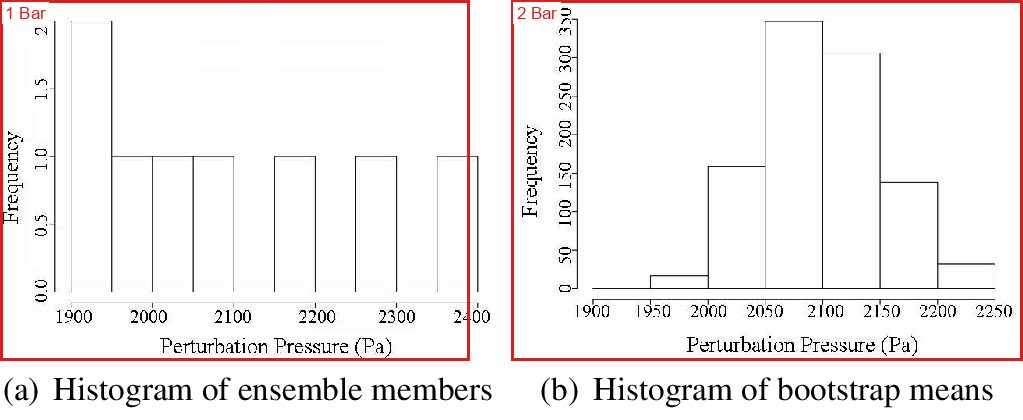 1 Bar
2
1.5
1.0
0.5
0.0
Frequency
1900 2000 2100 2200 2300 2400
Perturbation Pressure (Pa)
(a) Histogram of ensemble members
2 Bar
350
300
250
200
150
100
50
0
Frequency
1900 1950 2000 2050 2100 2150 2200 2250
Perturbation Pressure (Pa)
(b) Histogram of bootstrap means